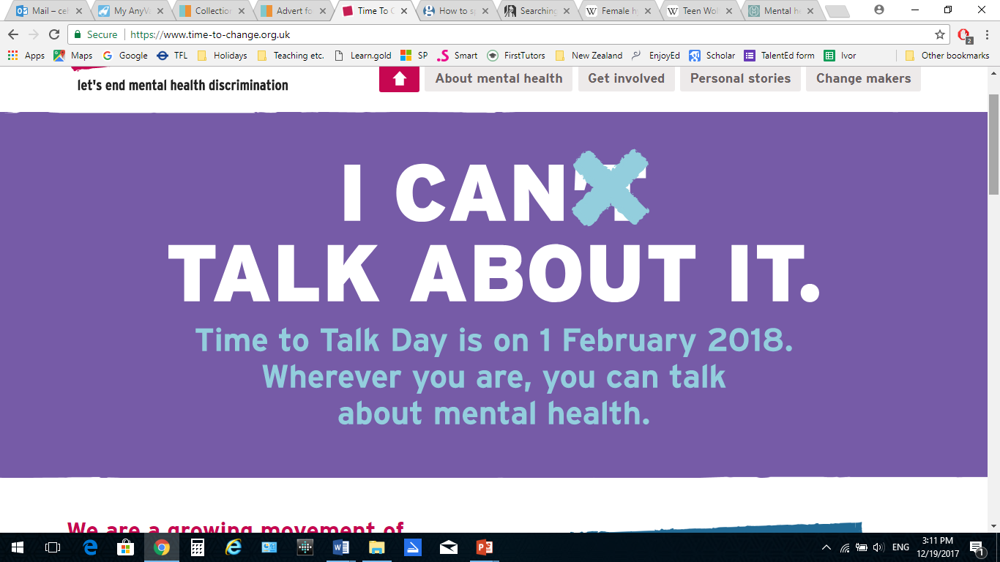 Mail – cel
My AnyV
Collection
Advert fo
Time To C
How to sp
Searching
Female h
Teen Wol
Mental he
Secure
https://www.time-to-change.org.uk
2
Apps
Maps
Google
TFL
Holidays
Teaching etc.
Learn.gold
SP
Smart
FirstTutors
New Zealand
EnjoyEd
Scholar
TalentEd form
Ivor
Other bookmarks
let's end mental health discrimination
About mental health
Get involved
Personal stories
Change makers
I CAN'T
TALK ABOUT IT.
Time to Talk Day is on 1 February 2018.
Wherever you are, you can talk
about mental health.
We are a growing movement of
ENG
3:11 PM
12/19/2017
1